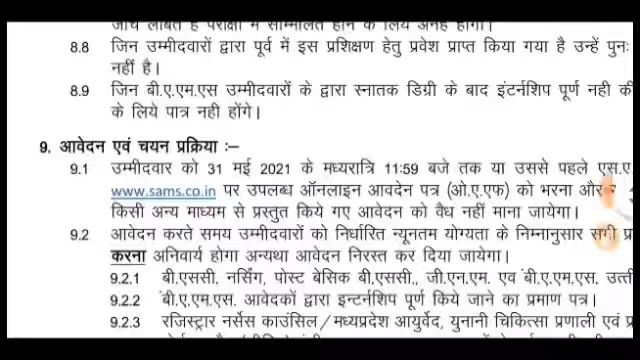 जाँच लंबित है परीक्षा में सम्मिलित होने के लिये अनर्ह होगा।
8.8 जिन उम्मीदवारों द्वारा पूर्व में इस प्रशिक्षण हेतु प्रवेश प्राप्त किया गया है उन्हें पुनः
नहीं है।
8.9 जिन बी.ए.एम.एस उम्मीदवारों के द्वारा स्नातक डिग्री के बाद इंटर्नशिप पूर्ण नही की
के लिये पात्र नही होंगे।
9. आवेदन एवं चयन प्रक्रिया :–
9.1 उम्मीदवार को 31 मई 2021 के मध्यरात्रि 11:59 बजे तक या उससे पहले एस.ए
www.sams.co.in पर उपलब्ध ऑनलाइन आवदेन पत्र (ओ.ए.एफ) को भरना और
किसी अन्य माध्यम से प्रस्तुत किये गए आवेदन को वैध नहीं माना जायेगा।
9.2 आवेदन करते समय उम्मीदवारों को निर्धारित न्यूनतम योग्यता के निम्नानुसार सभी प्र
करना अनिवार्य होगा अन्यथा आवेदन निरस्त कर दिया जायेगा।
9.2.1 बी.एससी. नर्सिंग, पोस्ट बेसिक बी.एससी., जी.एन.एम. एव बी.ए.एम.एस. उत्ती
9.2.2 बी.ए.एम.एस. आवेदकों द्वारा इन्टर्नशिप पूर्ण किये जाने का प्रमाण पत्र।
9.2.3 रजिस्ट्रार नर्सेस काउंसिल/मध्यप्रदेश आयुर्वेद, यूनानी चिकित्सा प्रणाली एवं प्र